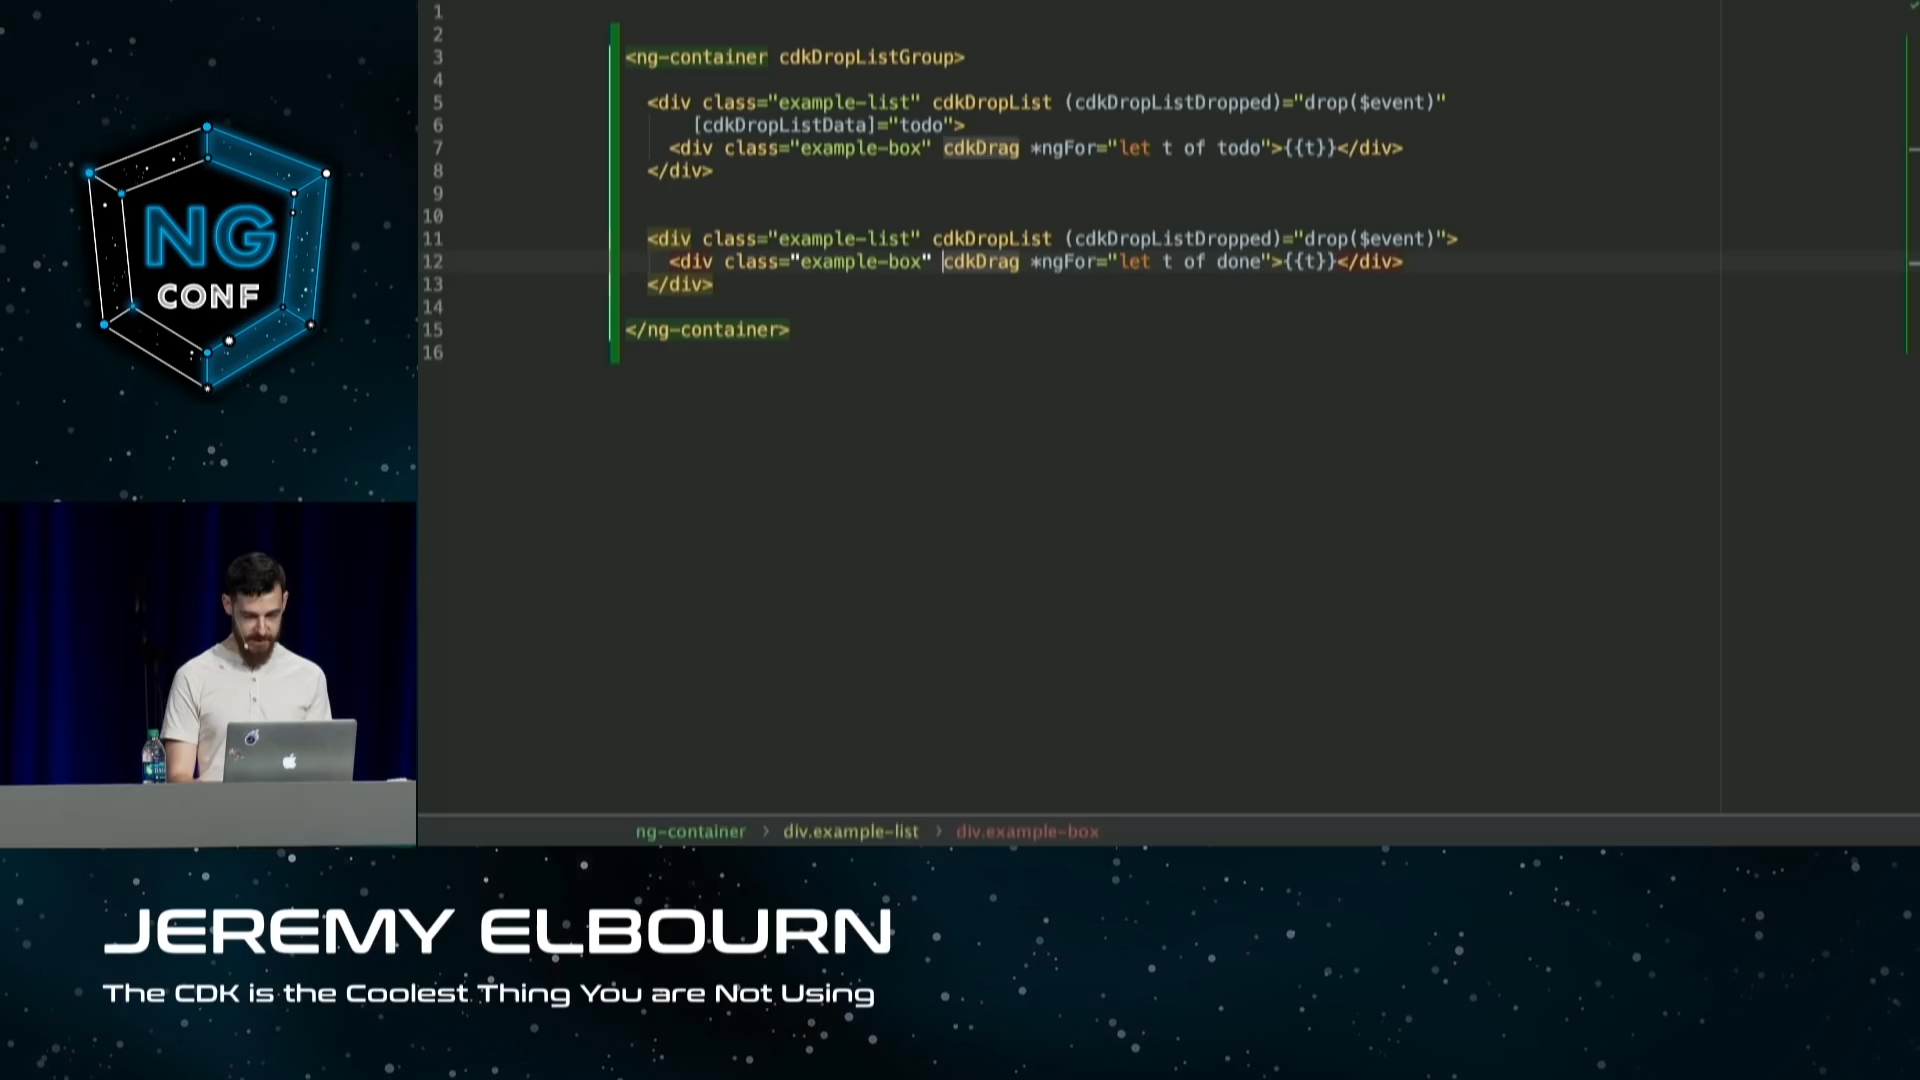 NG
CONF
1
2
3 <ng-container cdkDropListGroup>
4
5 <div class="example-list" cdkDropList (cdkDropListDropped)="drop($event)"
6 [cdkDropListData]="todo">
7 <div class="example-box" cdkDrag *ngFor="let t of todo">{{t}}</div>
8 </div>
9
10
11 <div class="example-list" cdkDropList (cdkDropListDropped)="drop($event)">
12 <div class="example-box" cdkDrag *ngFor="let t of done">{{t}}</div>
13 </div>
14
15 </ng-container>
16
ng-container > div.example-list > div.example-box
JEREMY ELBOURN
The CDK is the Coolest Thing You are Not Using